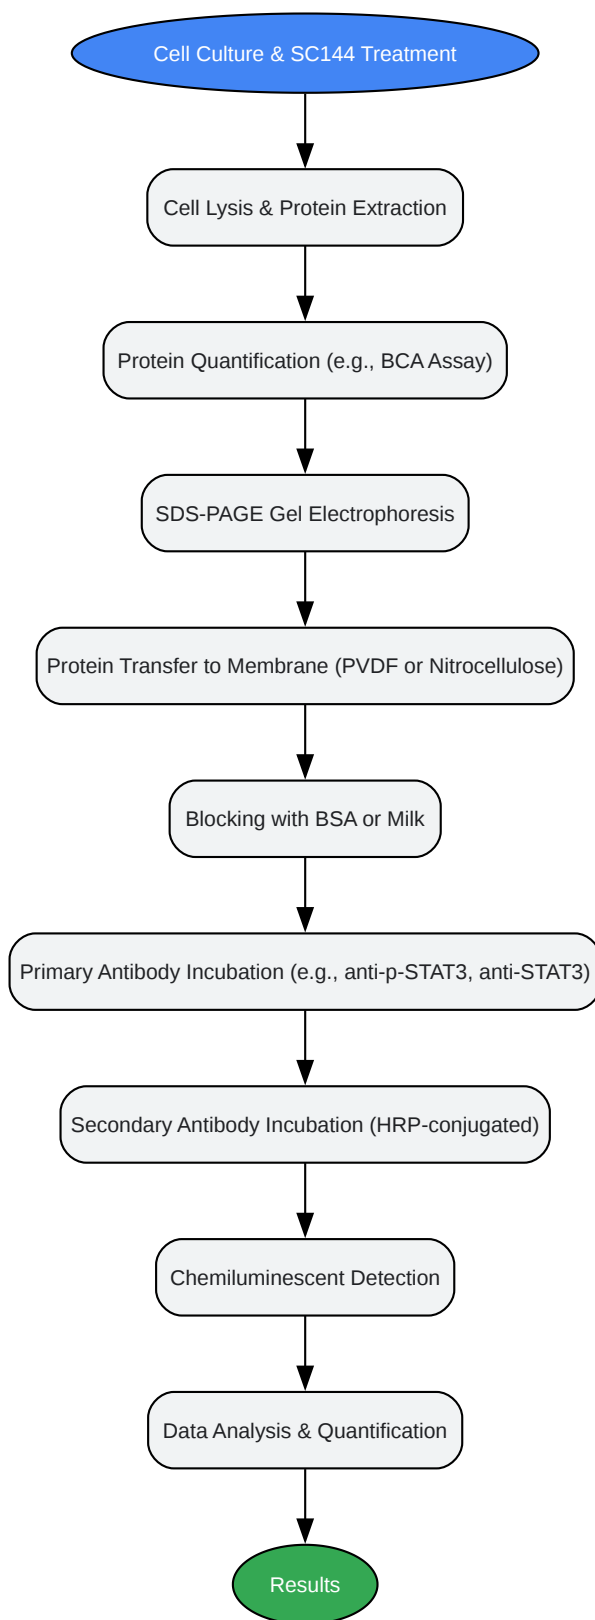 Cell Culture & SC144 Treatment
Cell Lysis & Protein Extraction
Protein Quantification (e.g., BCA Assay)
SDS-PAGE Gel Electrophoresis
Protein Transfer to Membrane (PVDF or Nitrocellulose)
Blocking with BSA or Milk
Primary Antibody Incubation (e.g., anti-p-STAT3, anti-STAT3)
Secondary Antibody Incubation (HRP-conjugated)
Chemiluminescent Detection
Data Analysis & Quantification
Results